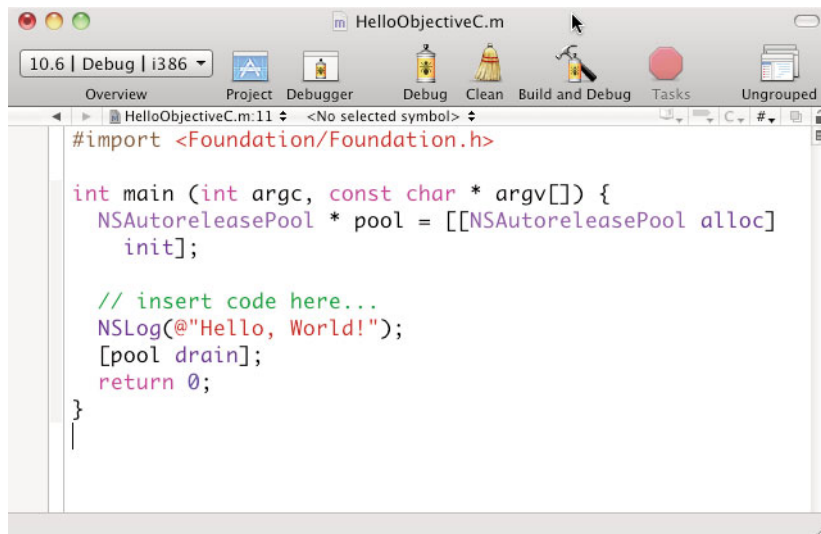 HelloObjectiveC.m
10.6 | Debug | i386
Overview Project Debugger Debug Clean Build and Debug Tasks Ungrouped
HelloObjectiveC.m:11 <No selected symbol> C #
#import <Foundation/Foundation.h>
int main (int argc, const char * argv[]) {
NSAutoreleasePool * pool = [[NSAutoreleasePool alloc]
init];
// insert code here...
NSLog(@"Hello, World!");
[pool drain];
return 0;
}